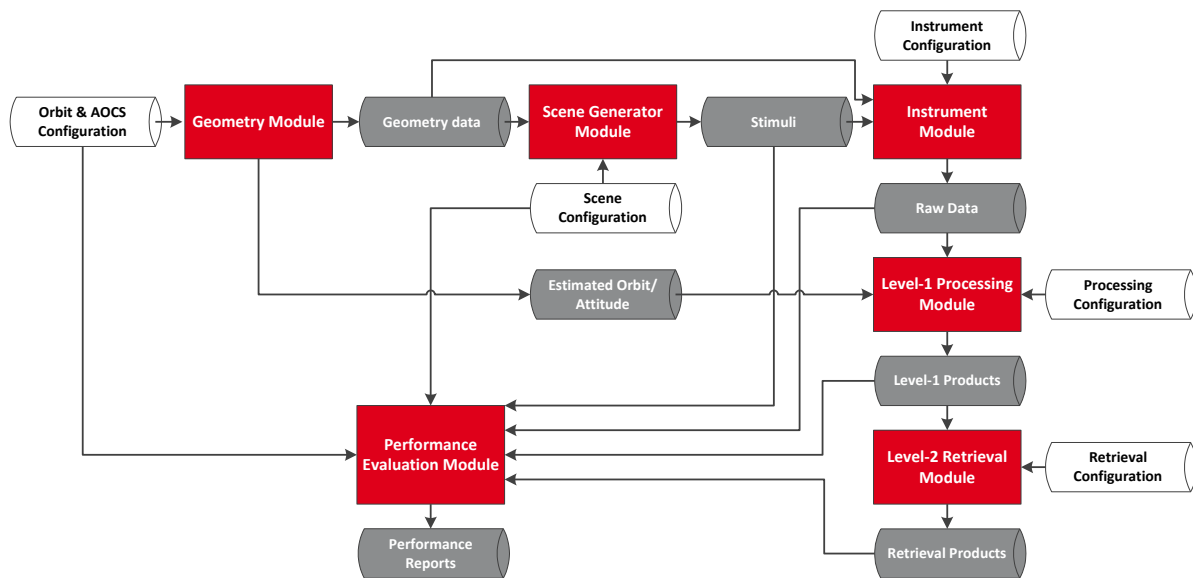 Instrument
Configuration
Orbit & AOCS
Configuration
Geometry Module
Geometry data
Scene Generator
Module
Stimuli
Instrument
Module
Scene
Configuration
Raw Data
Estimated Orbit/
Attitude
Level-1 Processing
Module
Processing
Configuration
Level-1 Products
Performance
Evaluation Module
Level-2 Retrieval
Module
Retrieval
Configuration
Performance
Reports
Retrieval Products